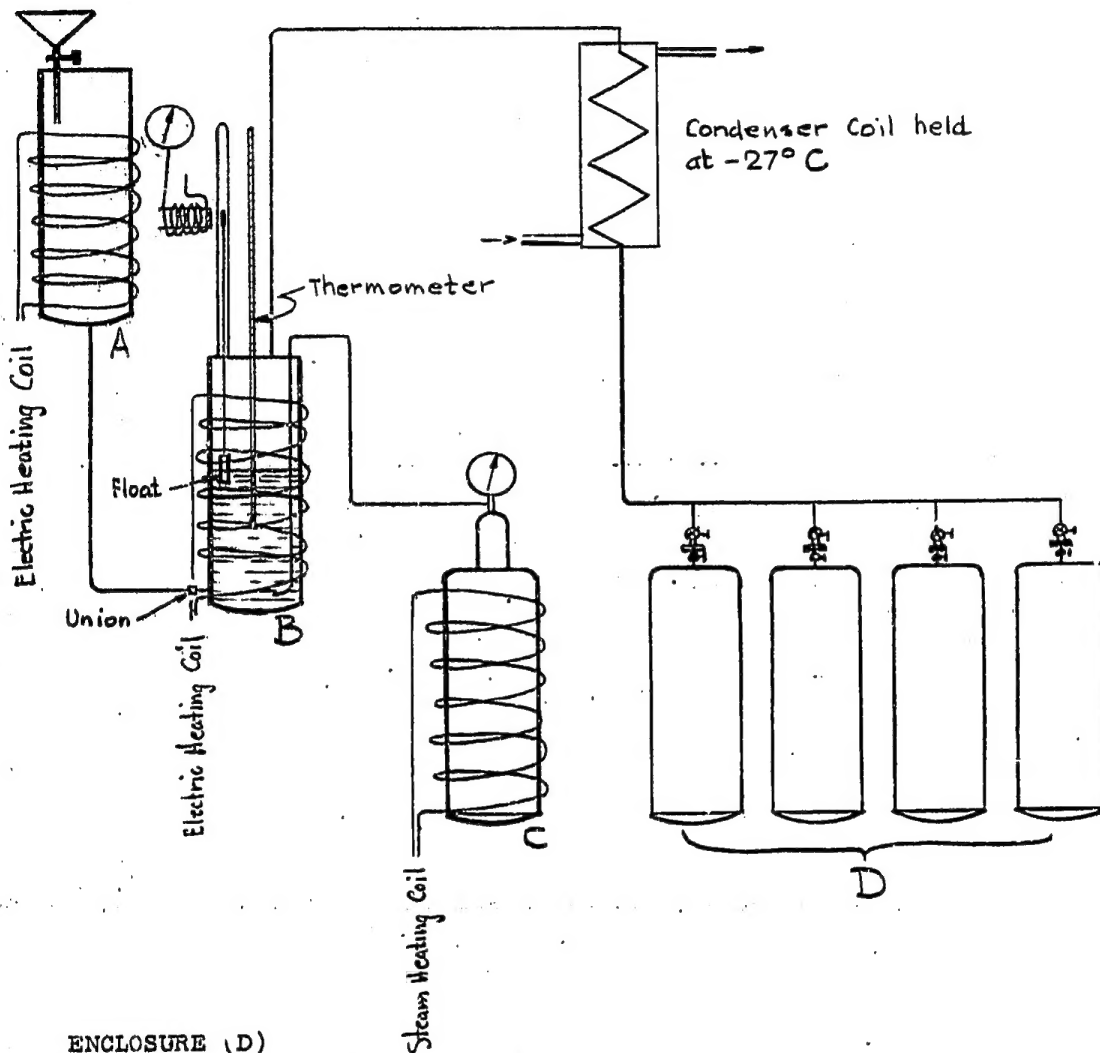 Condenser Coil held
at -27° C
Thermometer
A
Electric Heating Coil
Float
Union
B
Electric Heating Coil
C
D
Steam Heating Coil
ENCLOSURE (D)